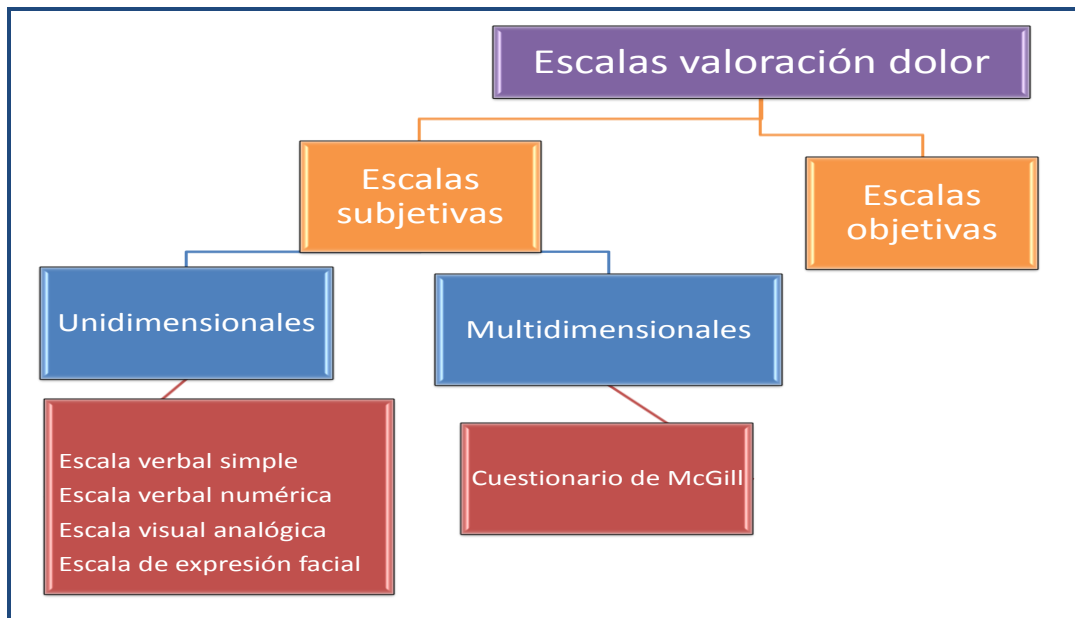 Escalas valoración dolor
Escalas
subjetivas
Escalas
objetivas
Unidimensionales
Multidimensionales
Escala verbal simple
Escala verbal numérica
Escala visual analógica
Escala de expresión facial
Cuestionario de McGill